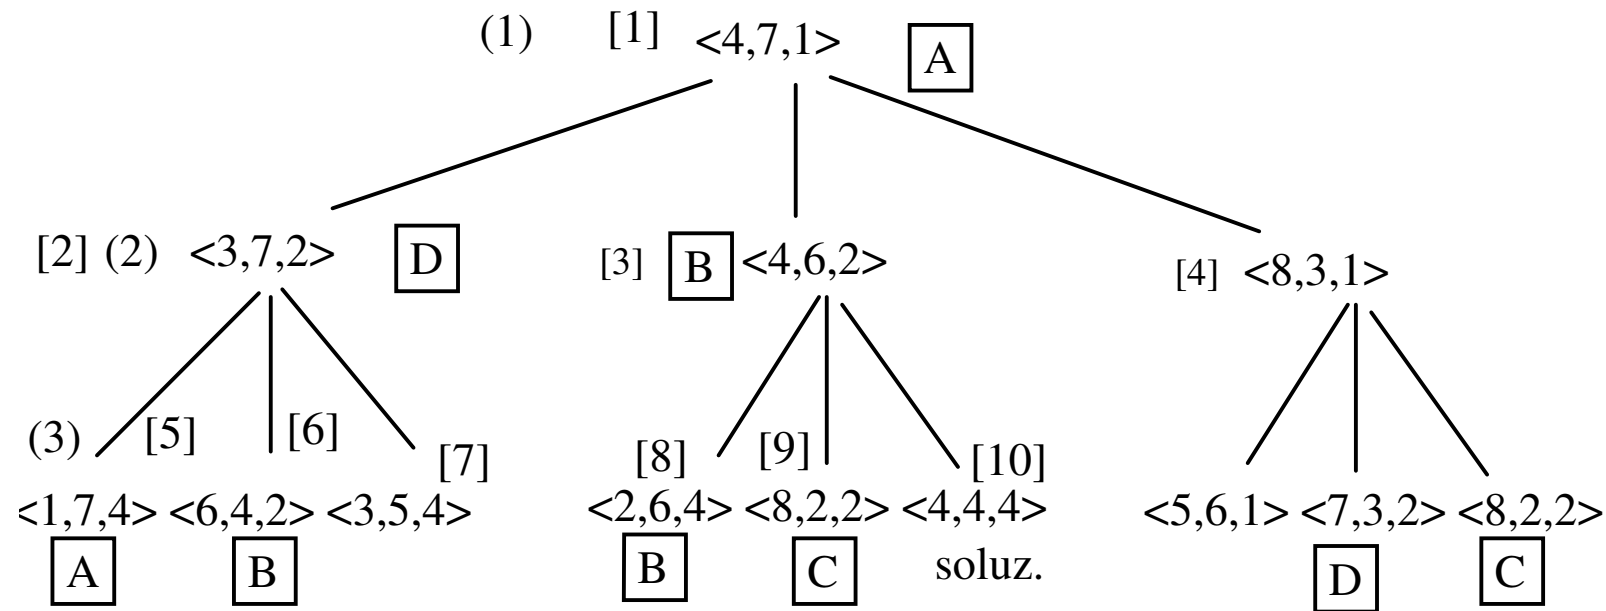 (1) [1] <4,7,1> A
[2] (2) <3,7,2> D [3] B <4,6,2> [4] <8,3,1>
(3) [5] [6] [7] [8] [9] [10]
<1,7,4> <6,4,2> <3,5,4> <2,6,4> <8,2,2> <4,4,4> <5,6,1> <7,3,2> <8,2,2>
A B B C soluz. D C